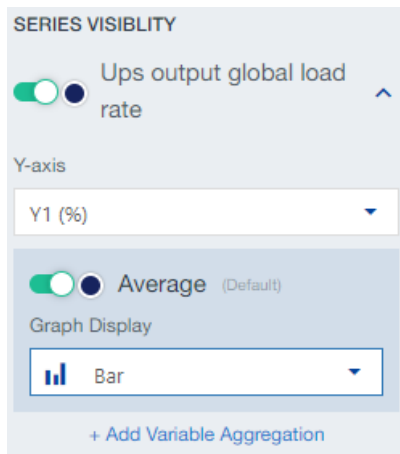 SERIES VISIBLITY
Ups output global load
rate
Y-axis
Y1 (%)
Average (Default)
Graph Display
Bar
+ Add Variable Aggregation